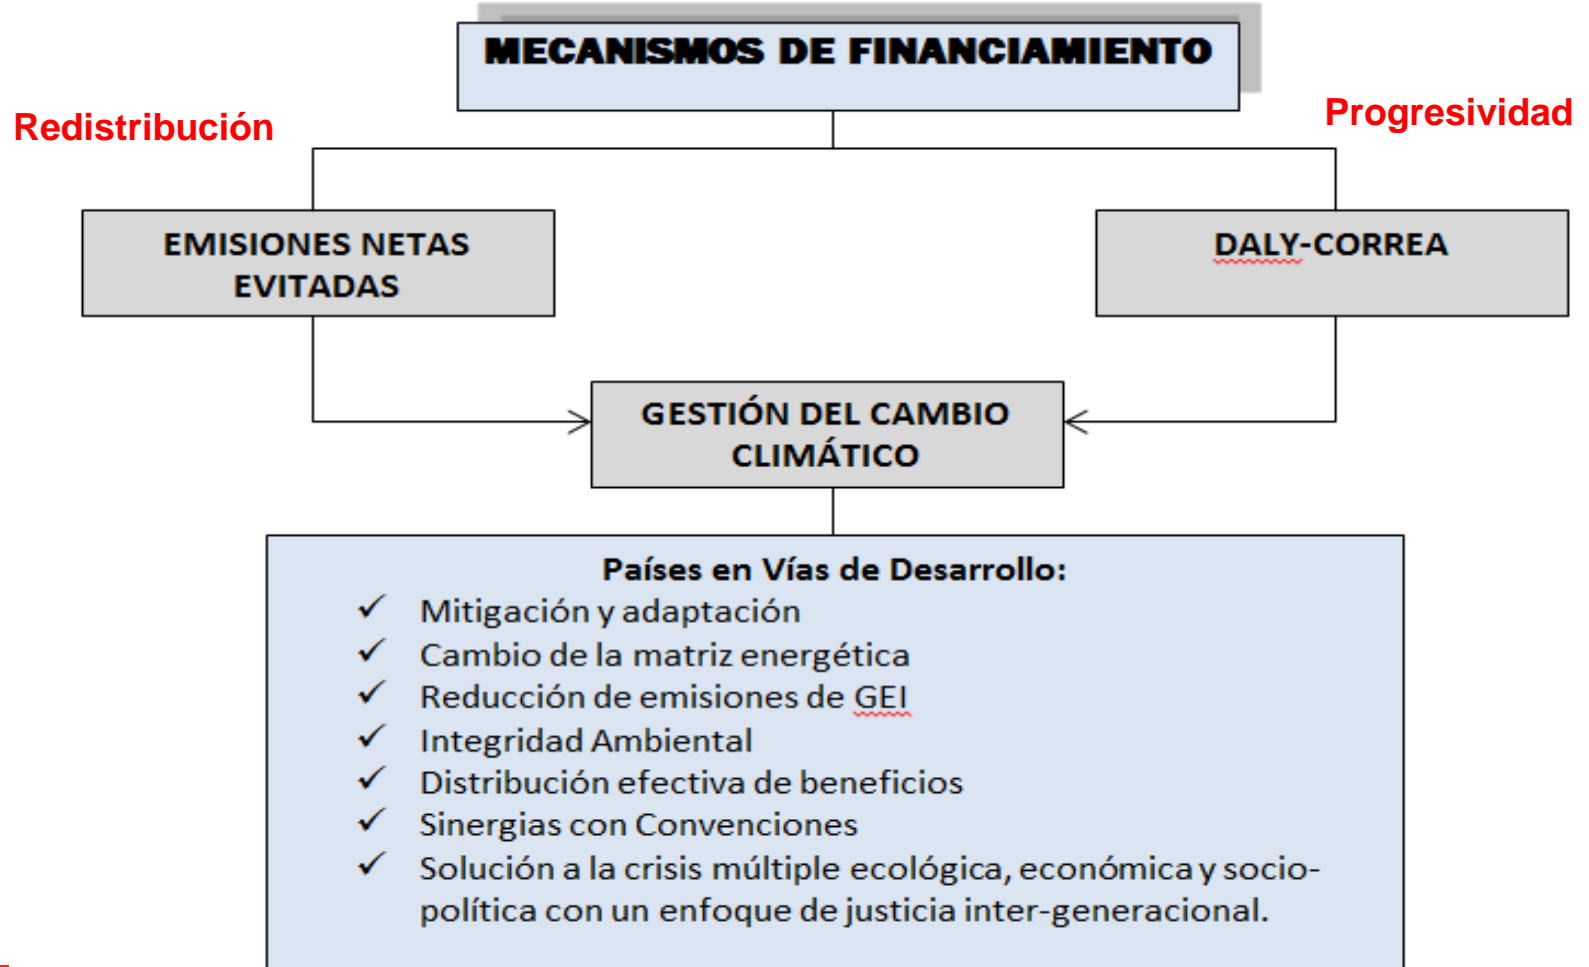 MECANISMOS DE FINANCIAMIENTO
Redistribución
Progresividad
EMISIONES NETAS
EVITADAS
DALY-CORREA
GESTIÓN DEL CAMBIO
CLIMÁTICO
Países en Vías de Desarrollo:
✓ Mitigación y adaptación
✓ Cambio de la matriz energética
✓ Reducción de emisiones de GEI
✓ Integridad Ambiental
✓ Distribución efectiva de beneficios
✓ Sinergias con Convenciones
✓ Solución a la crisis múltiple ecológica, económica y socio-
política con un enfoque de justicia inter-generacional.